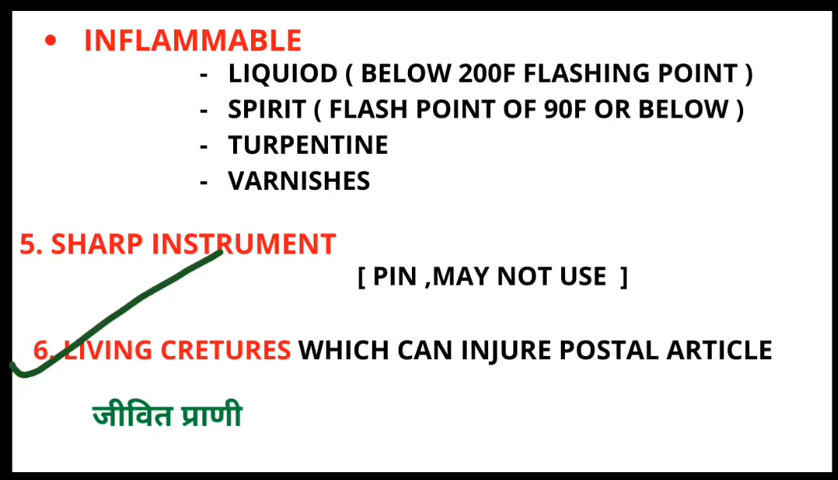 • INFLAMMABLE
- LIQUIOD ( BELOW 200F FLASHING POINT )
- SPIRIT ( FLASH POINT OF 90F OR BELOW )
- TURPENTINE
- VARNISHES
5. SHARP INSTRUMENT
[ PIN ,MAY NOT USE ]
6. LIVING CRETURES WHICH CAN INJURE POSTAL ARTICLE
जीवित प्राणी